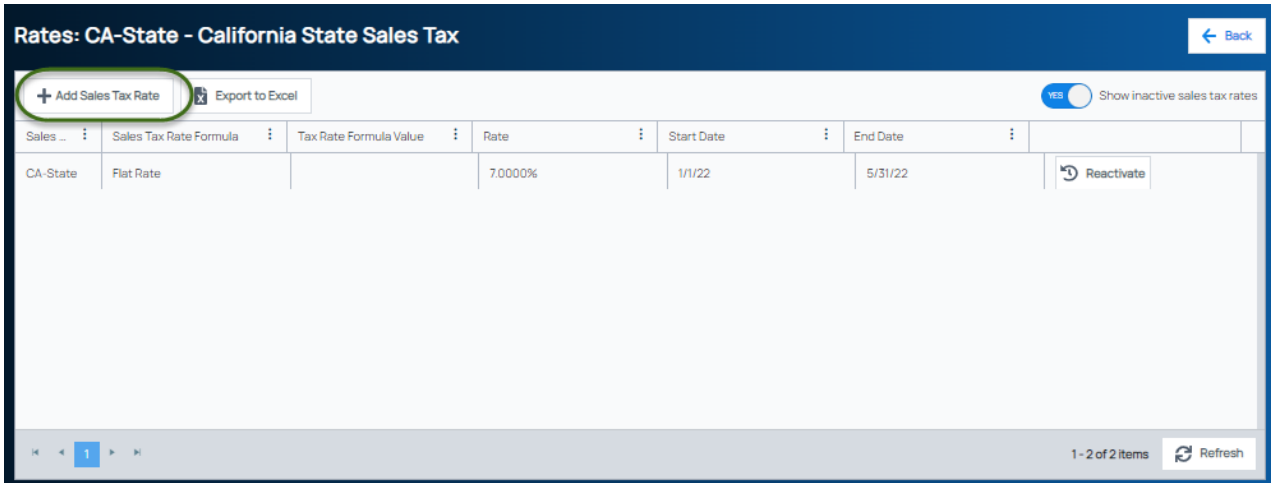 Rates: CA-State - California State Sales Tax
Back
Add Sales Tax Rate Export to Excel YES Show inactive sales tax rates
Sales ... Sales Tax Rate Formula Tax Rate Formula Value Rate Start Date End Date
CA-State Flat Rate 7.0000% 1/1/22 5/31/22 Reactivate
1 1 - 2 of 2 items Refresh